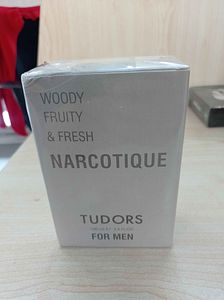 WOODY
FRUITY
& FRESH
NARCOTIQUE
TUDORS
FOR MEN